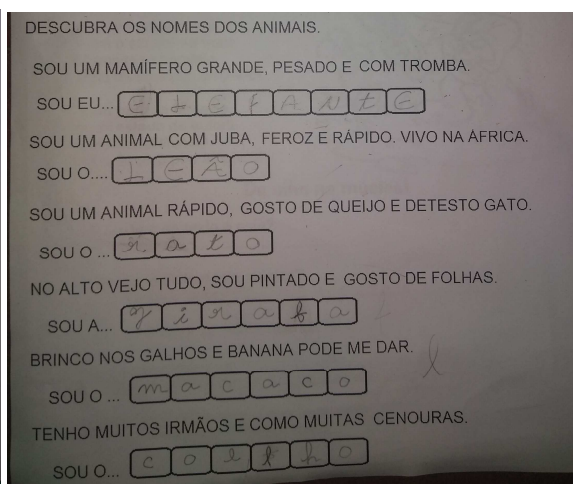 DESCUBRA OS NOMES DOS ANIMAIS.
SOU UM MAMÍFERO GRANDE, PESADO E COM TROMBA.
SOU EU... E L E F A N t E
SOU UM ANIMAL COM JUBA, FEROZ E RÁPIDO. VIVO NA ÁFRICA.
SOU O.... L E Ã O
SOU UM ANIMAL RÁPIDO, GOSTO DE QUEIJO E DETESTO GATO.
SOU O ... r a t o
NO ALTO VEJO TUDO, SOU PINTADO E GOSTO DE FOLHAS.
SOU A... g i r a f a
BRINCO NOS GALHOS E BANANA PODE ME DAR.
SOU O ... m a c a c o
TENHO MUITOS IRMÃOS E COMO MUITAS CENOURAS.
SOU O... c o e l h o